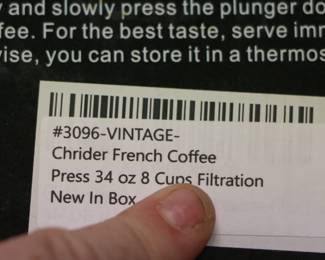 and slowly press the plunger do
fee. For the best taste, serve imm
vise, you can store it in a thermos
#3096-VINTAGE-
Chrider French Coffee
Press 34 oz 8 Cups Filtration
New In Box